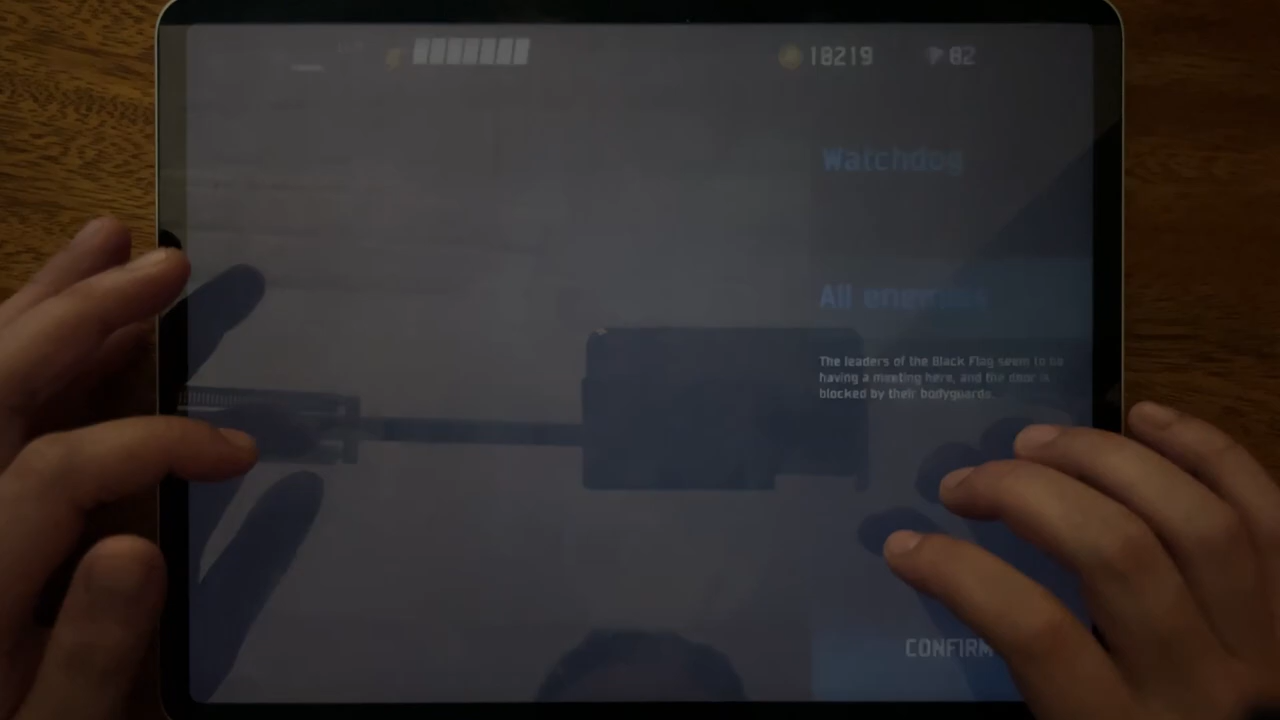 18219 82
Watchdog
All enemies
The leaders of the Black Flag seem to be
having a meeting here, and the door is
blocked by their bodyguards.
CONFIRM